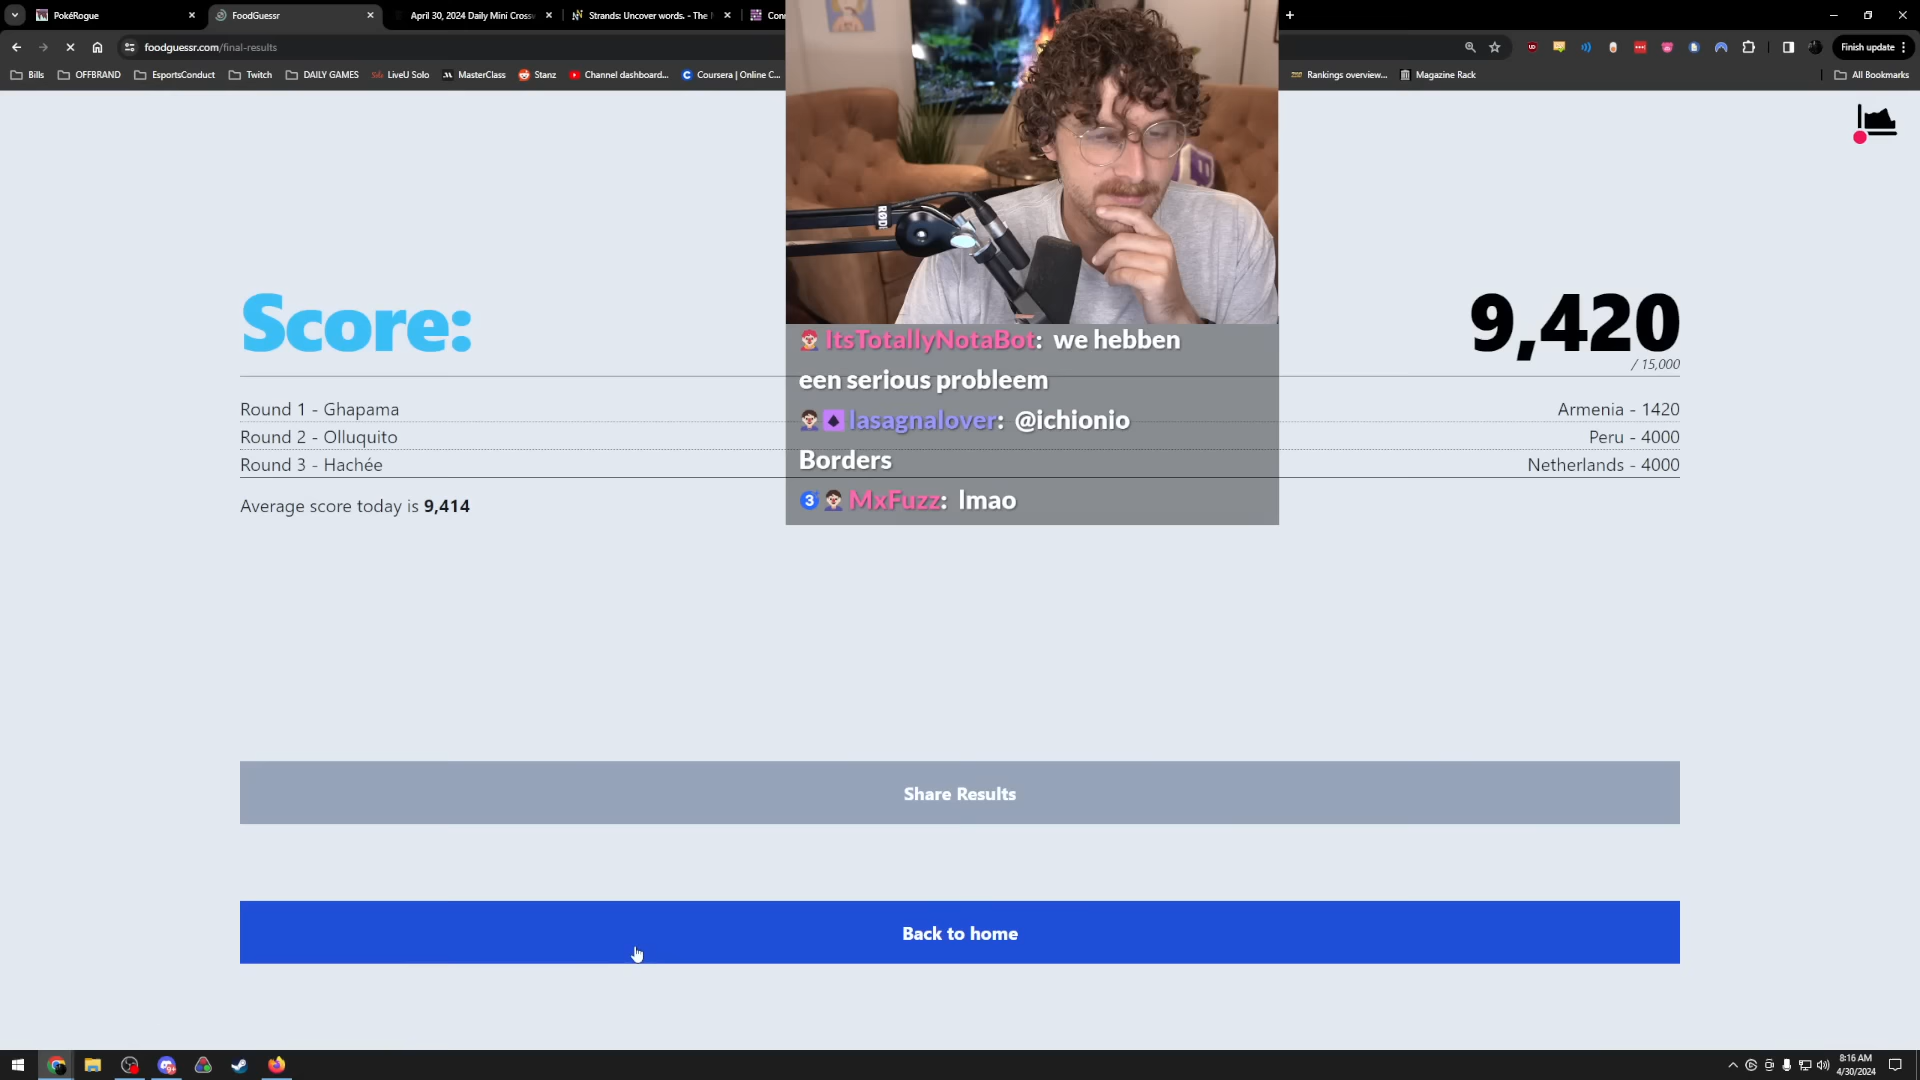 PokéRogue
FoodGuessr
April 30, 2024 Daily Mini Cross
Strands: Uncover words. - The
Con
foodguessr.com/final-results
Finish update
Bills
OFFBRAND
EsportsConduct
Twitch
DAILY GAMES
LiveU Solo
MasterClass
Stanz
Channel dashboard...
Coursera | Online C...
Rankings overview...
Magazine Rack
All Bookmarks
RØD
Score:
9,420
/ 15,000
Round 1 - Ghapama
Armenia - 1420
Round 2 - Olluquito
Peru - 4000
Round 3 - Hachée
Netherlands - 4000
Average score today is 9,414
ItsTotallyNotaBot: we hebben
een serious probleem
lasagnalover: @ichionio
Borders
3 MxFuzz: lmao
Share Results
Back to home
8:16 AM
4/30/2024